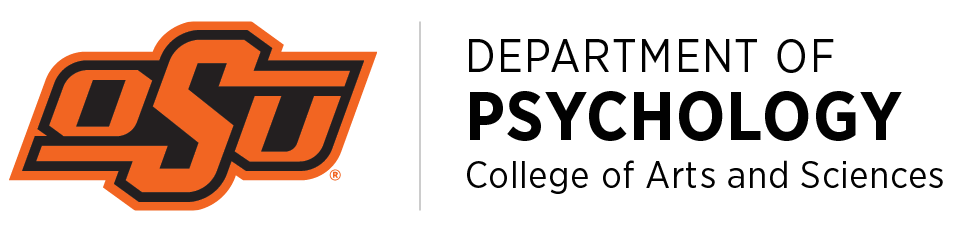 OSU®
DEPARTMENT OF
PSYCHOLOGY
College of Arts and Sciences